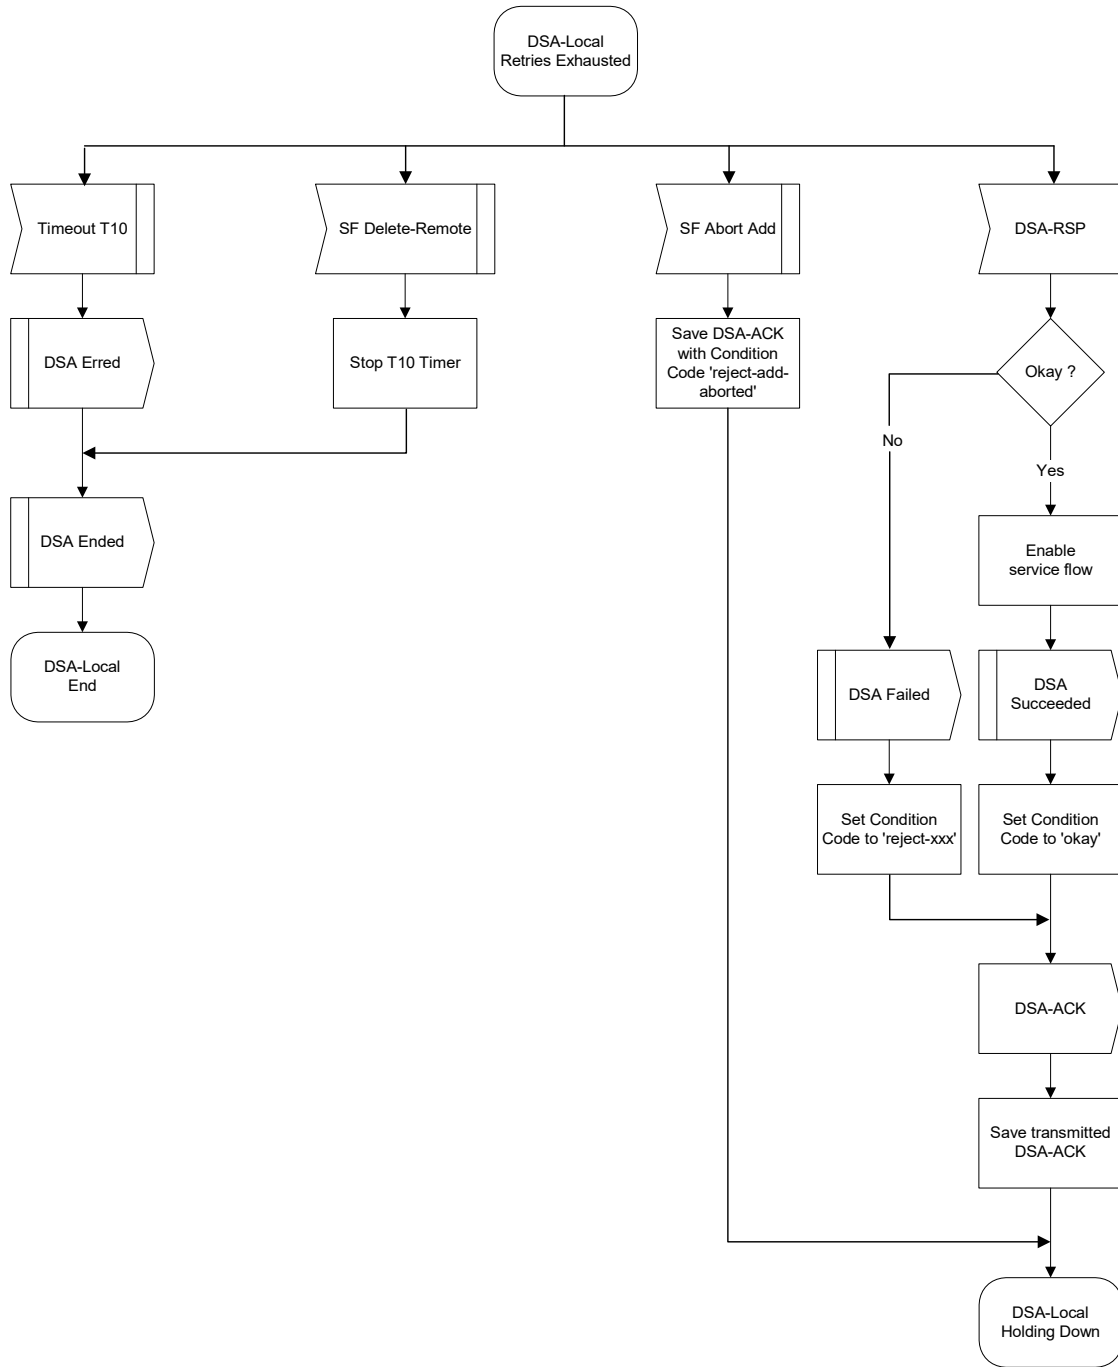 DSA-Local
Retries Exhausted
Timeout T10
SF Delete-Remote
SF Abort Add
DSA-RSP
DSA Erred
Stop T10 Timer
Save DSA-ACK
with Condition
Code 'reject-add-
aborted'
Okay ?
No
Yes
DSA Ended
Enable
service flow
DSA-Local
End
DSA Failed
DSA
Succeeded
Set Condition
Code to 'reject-xxx'
Set Condition
Code to 'okay'
DSA-ACK
Save transmitted
DSA-ACK
DSA-Local
Holding Down